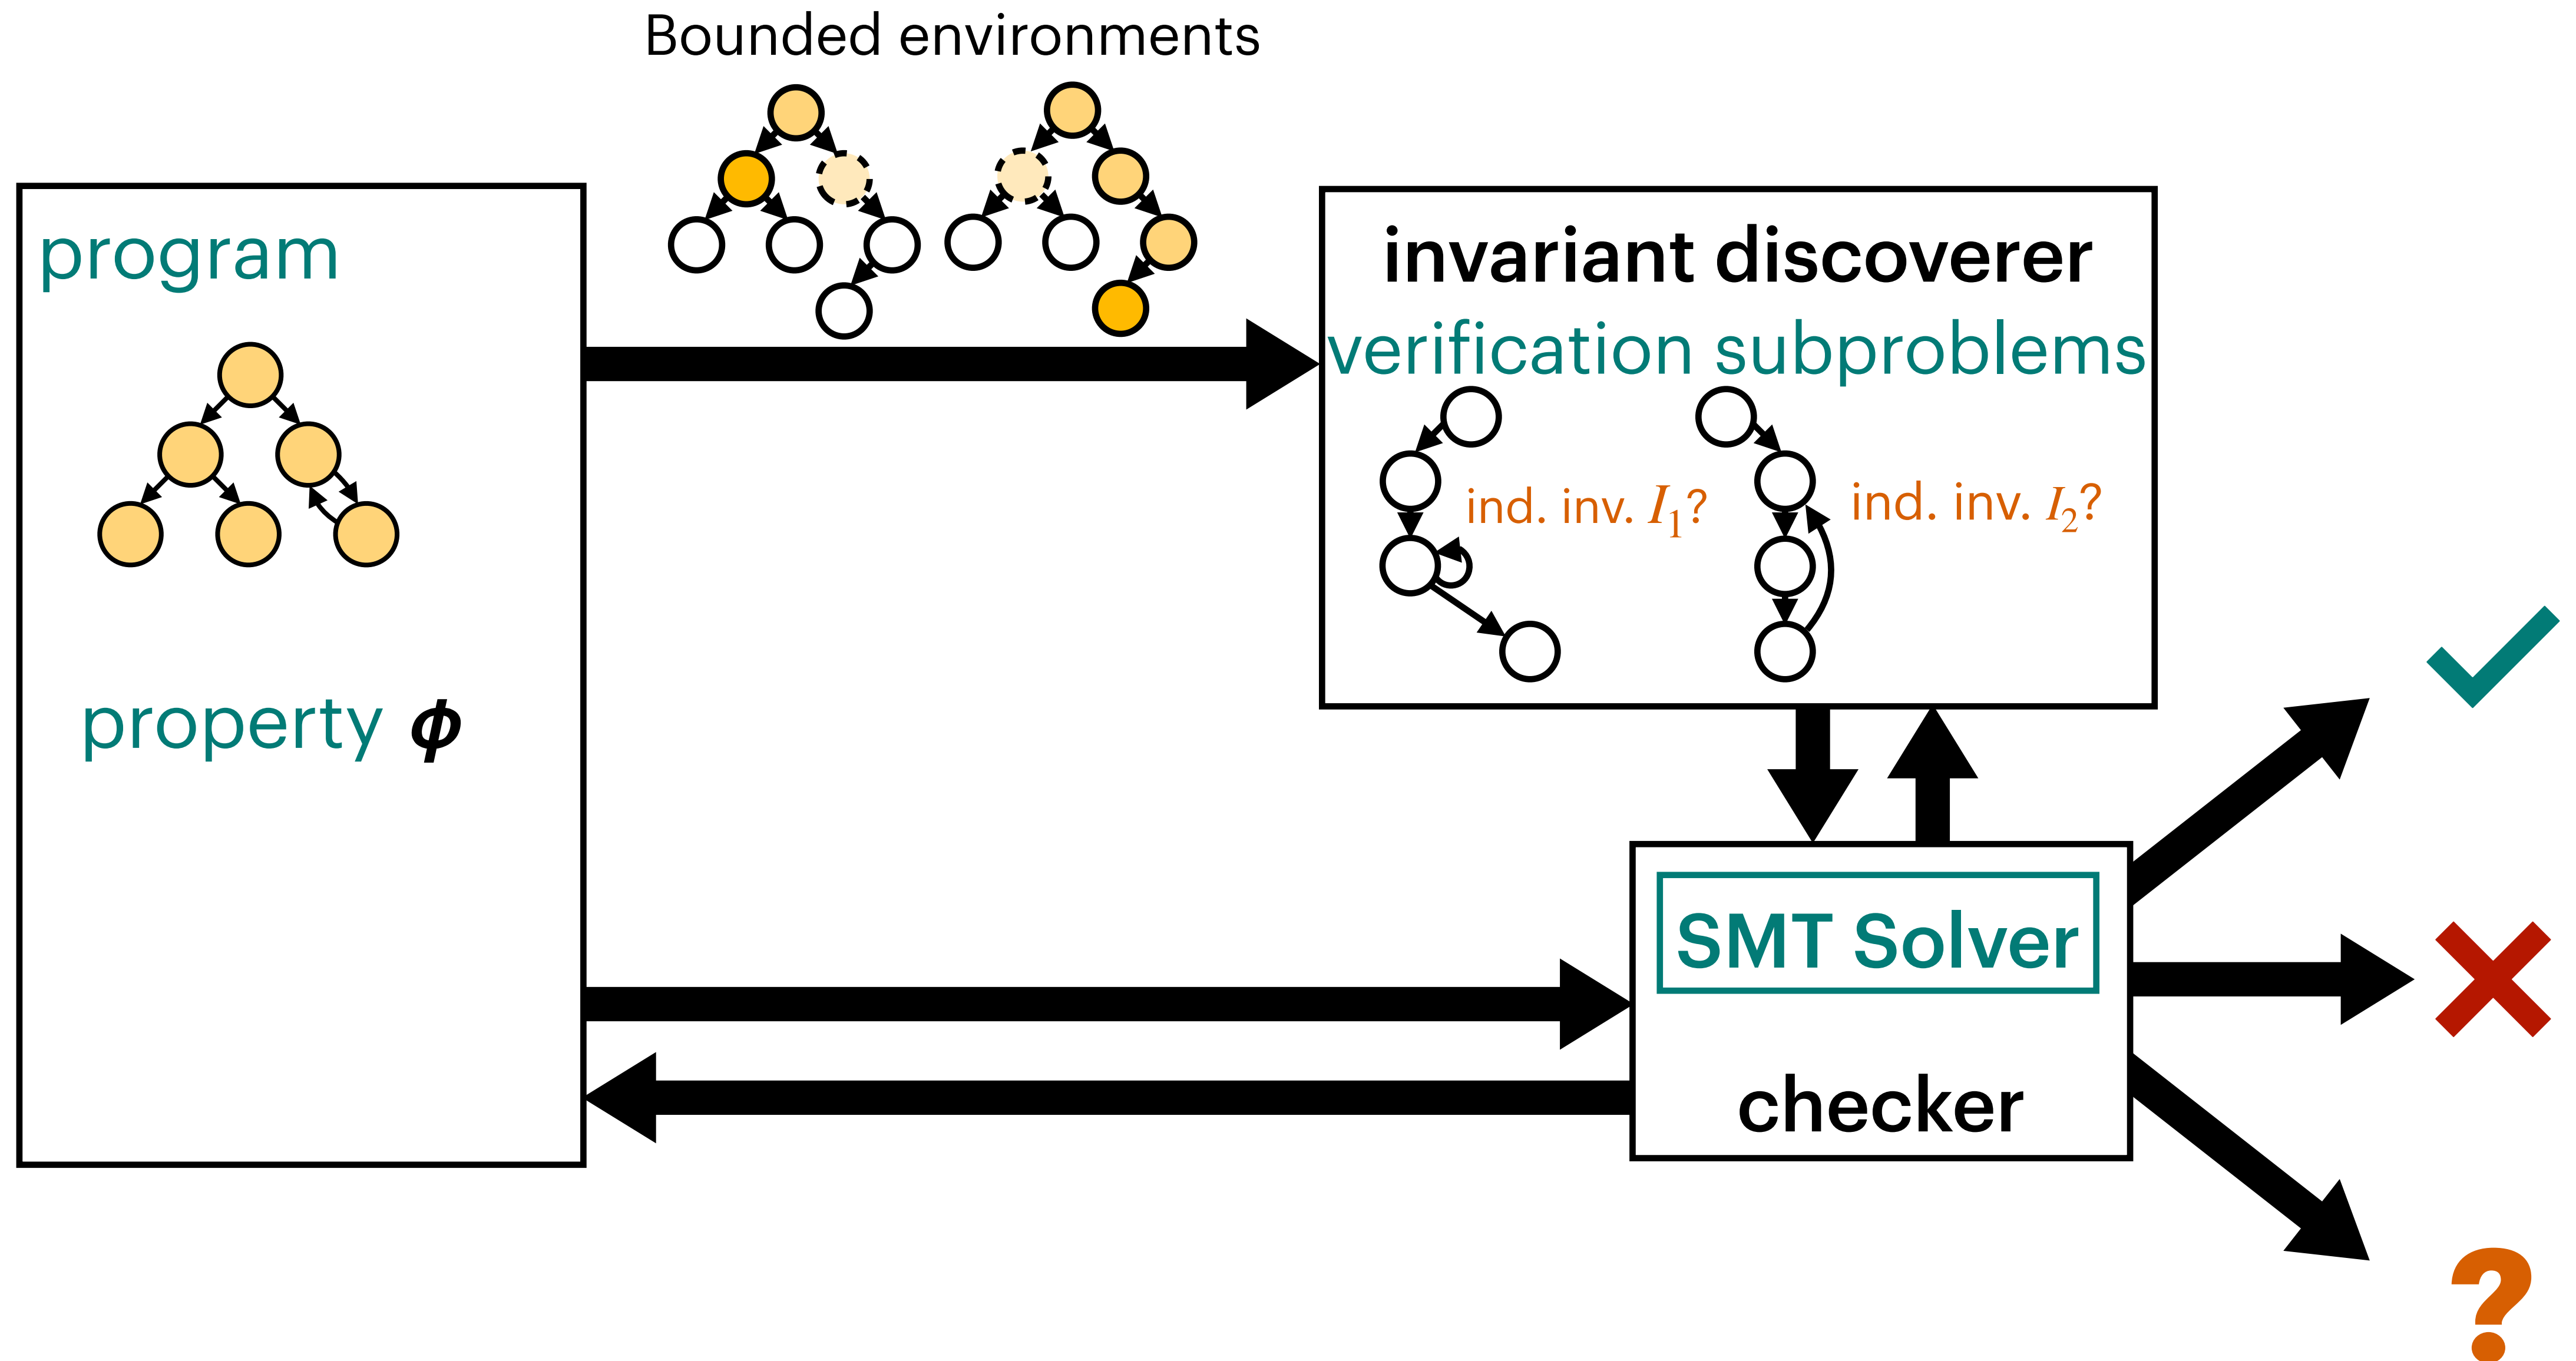 Bounded environments
program
property ϕ
invariant discoverer
verification subproblems
ind. inv. I₁?
ind. inv. I₂?
SMT Solver
checker
?